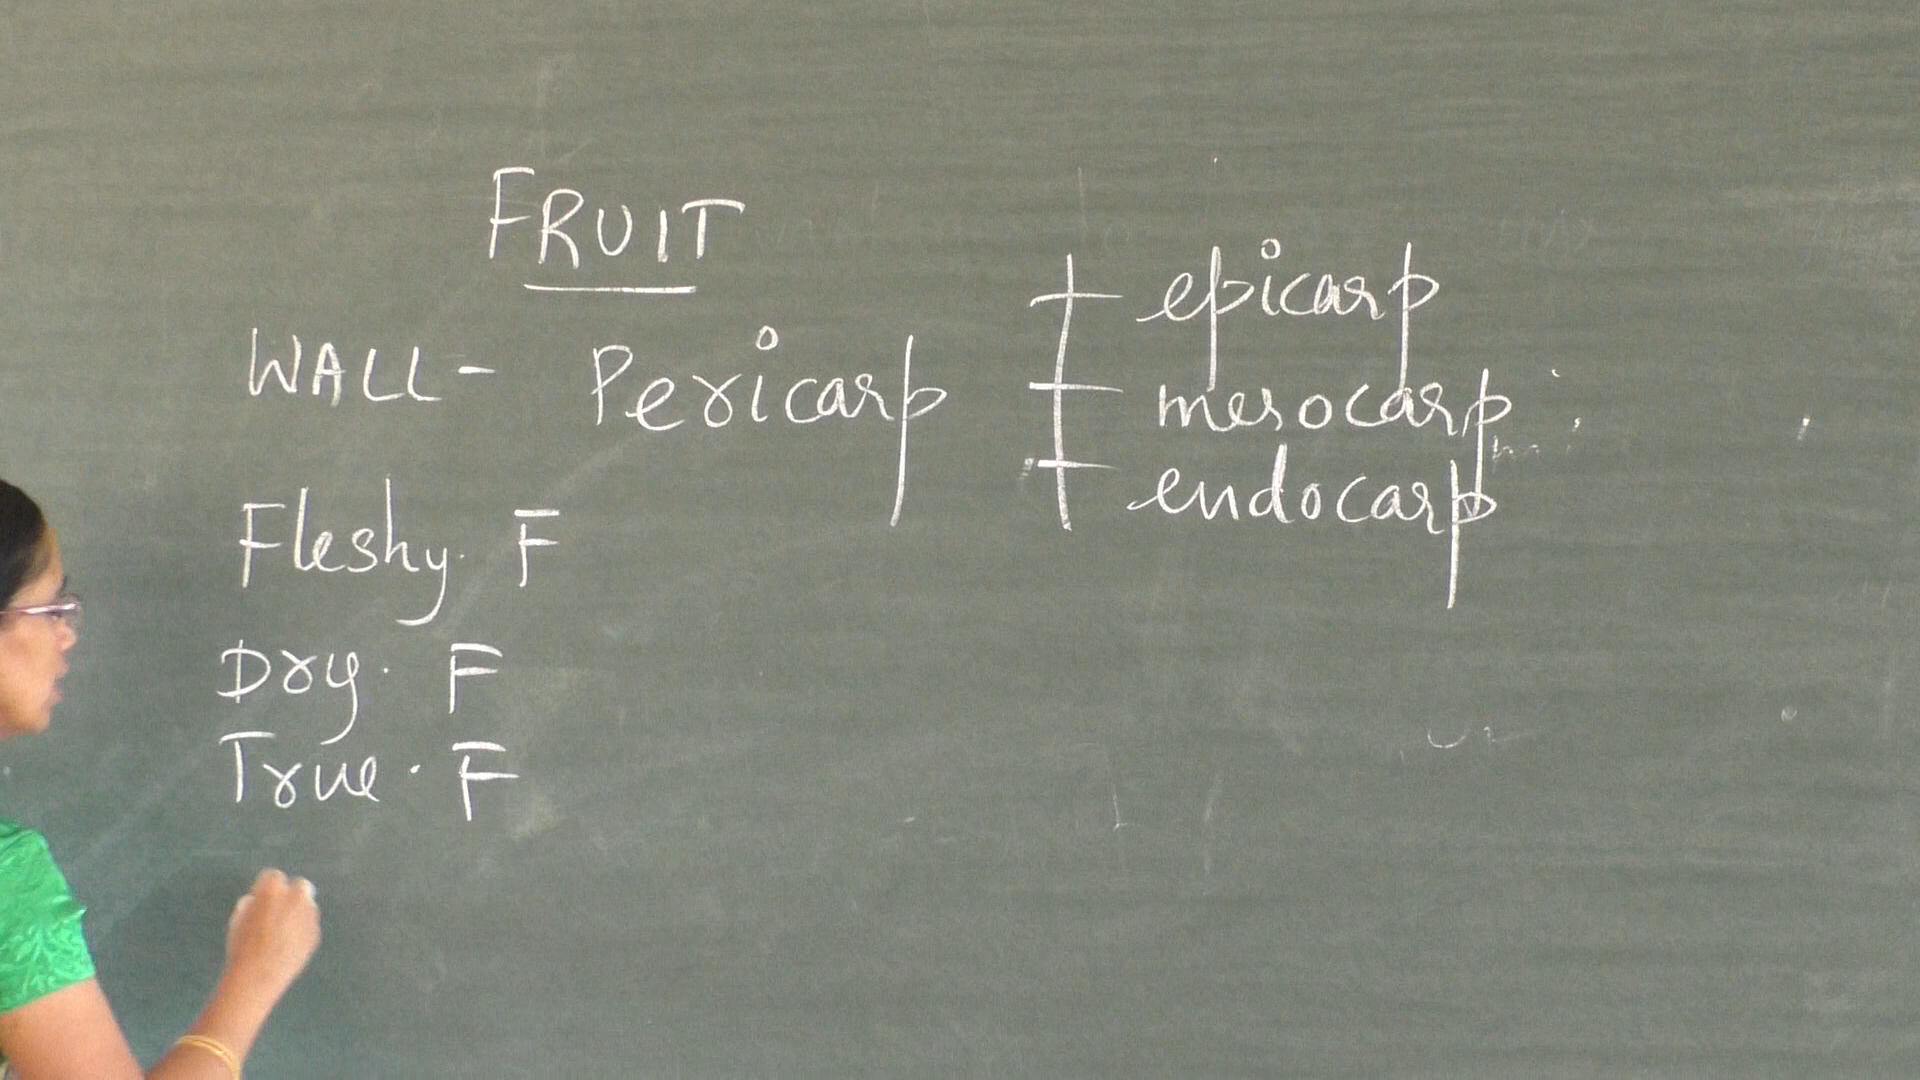 FRUIT
WALL - Pericarp
epicarp
mesocarp
endocarp
Fleshy. F
Dry. F
True. F